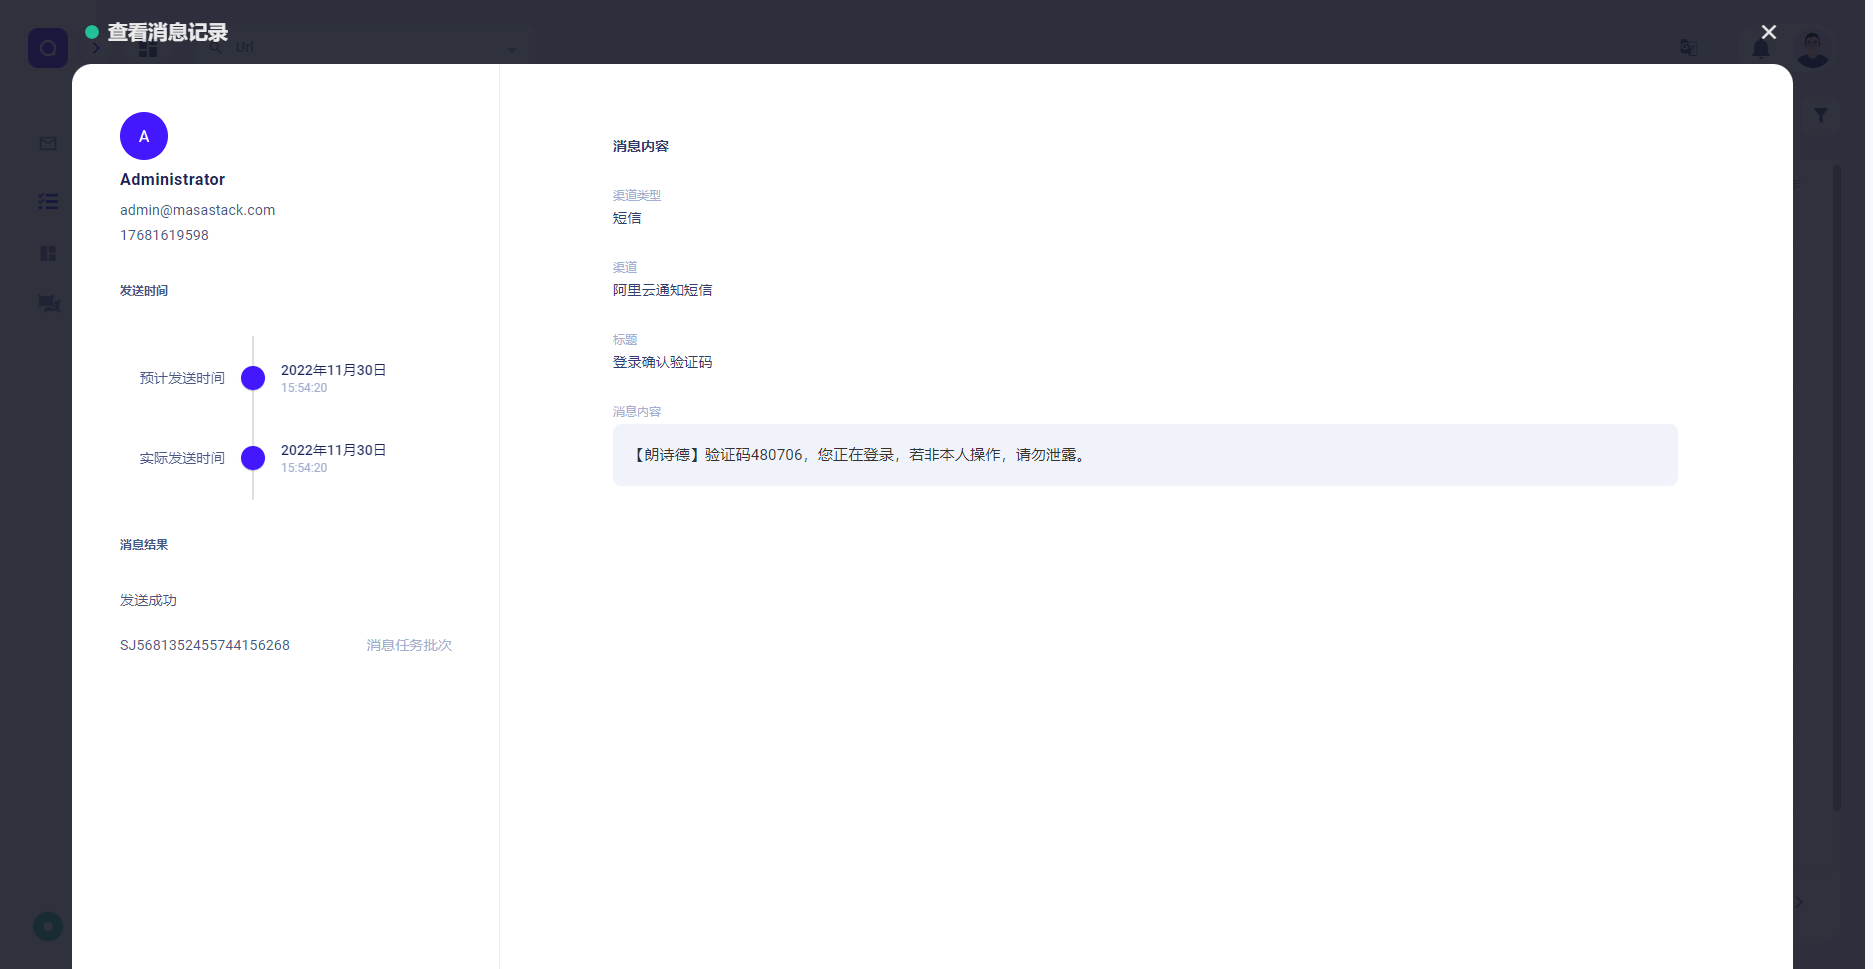 查看消息记录
Url
A
Administrator
admin@masastack.com
17681619598
发送时间
预计发送时间
2022年11月30日
15:54:20
实际发送时间
2022年11月30日
15:54:20
消息结果
发送成功
SJ5681352455744156268 消息任务批次
消息内容
渠道类型
短信
渠道
阿里云通知短信
标题
登录确认验证码
消息内容
【朗诗德】验证码480706，您正在登录，若非本人操作，请勿泄露。